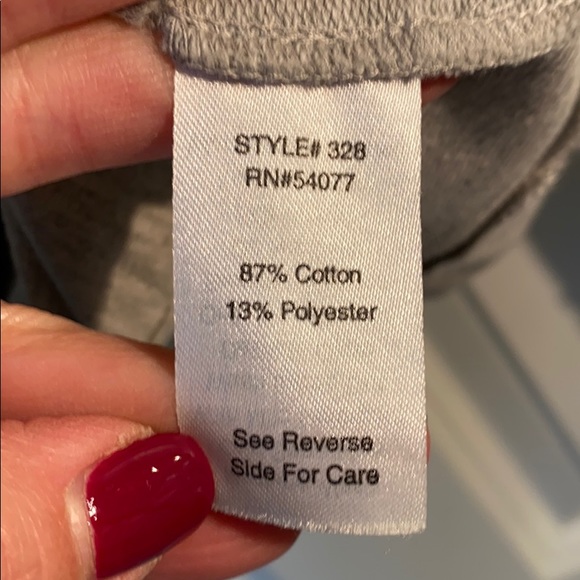 STYLE# 328
RN#54077
87% Cotton
13% Polyester
See Reverse
Side For Care